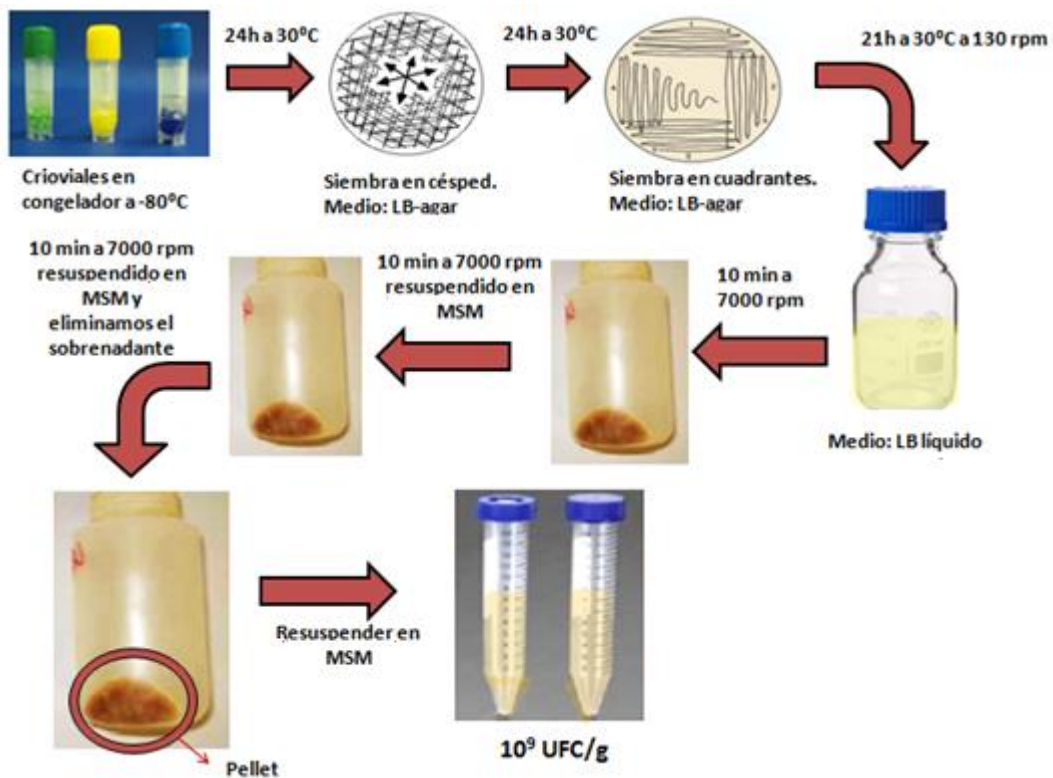 24h a 30ºC
24h a 30ºC
21h a 30ºC a 130 rpm
Crioviales en
congelador a -80ºC
Siembra en césped.
Medio: LB-agar
Siembra en cuadrantes.
Medio: LB-agar
10 min a 7000 rpm
resuspendido en
MSM y
eliminamos el
sobrenadante
10 min a 7000 rpm
resuspendido en
MSM
10 min a
7000 rpm
Medio: LB líquido
Resuspender en
MSM
10⁹ UFC/g
Pellet